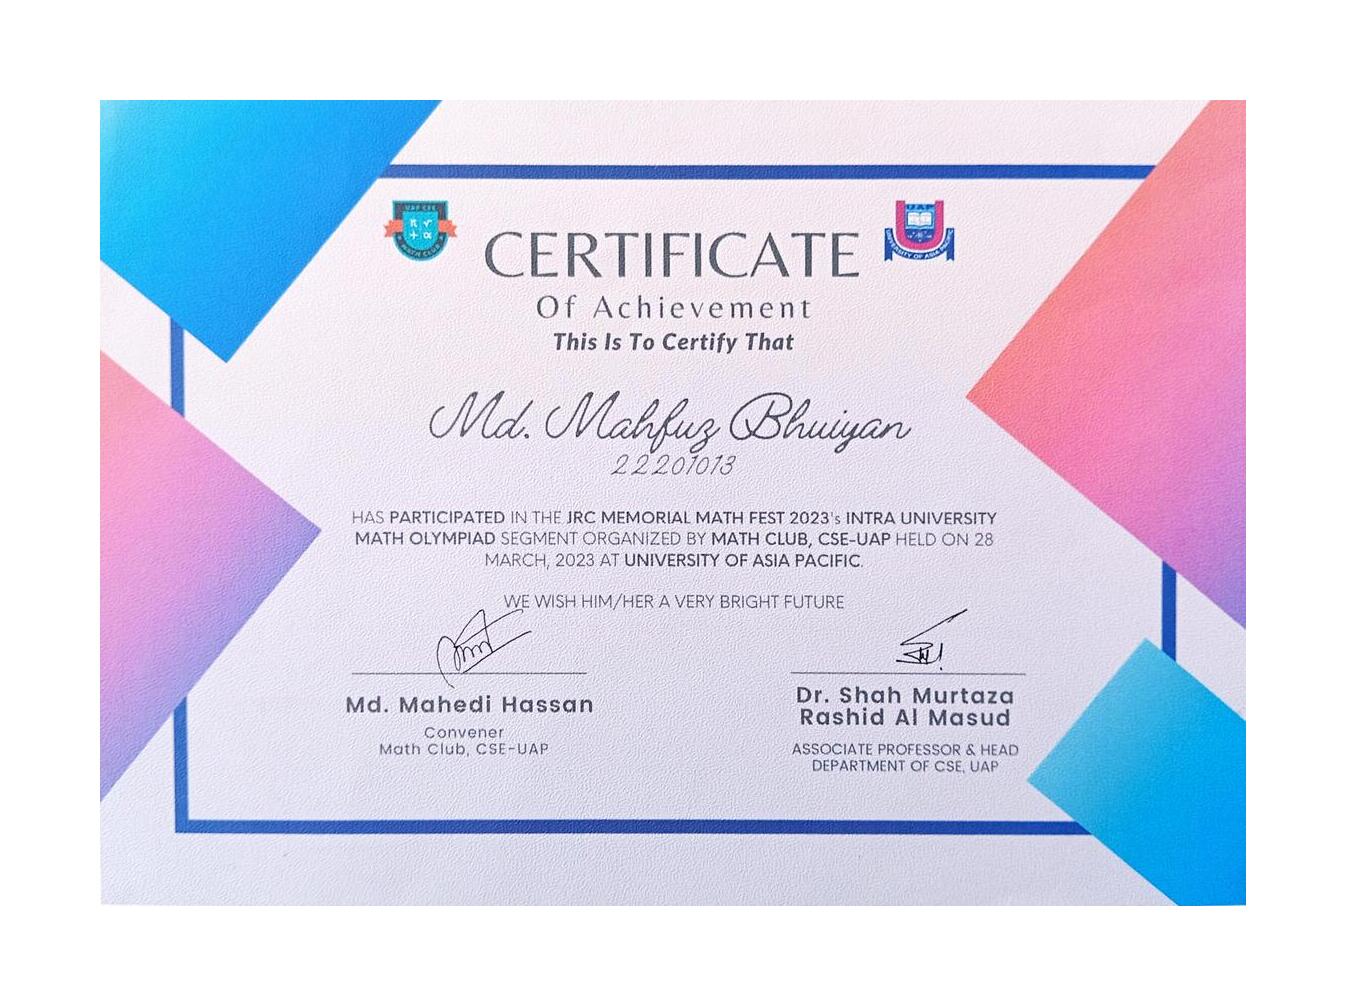 UAP CSE
π √
+ α
MATH CLUB
UAP
UNIVERSITY OF ASIA PACIFIC
CERTIFICATE
Of Achievement
This Is To Certify That
Md. Mahfuz Bhuiyan
22201013
HAS PARTICIPATED IN THE JRC MEMORIAL MATH FEST 2023's INTRA UNIVERSITY
MATH OLYMPIAD SEGMENT ORGANIZED BY MATH CLUB, CSE-UAP HELD ON 28
MARCH, 2023 AT UNIVERSITY OF ASIA PACIFIC.
WE WISH HIM/HER A VERY BRIGHT FUTURE
Md. Mahedi Hassan
Convener
Math Club, CSE-UAP
Dr. Shah Murtaza
Rashid Al Masud
ASSOCIATE PROFESSOR & HEAD
DEPARTMENT OF CSE, UAP